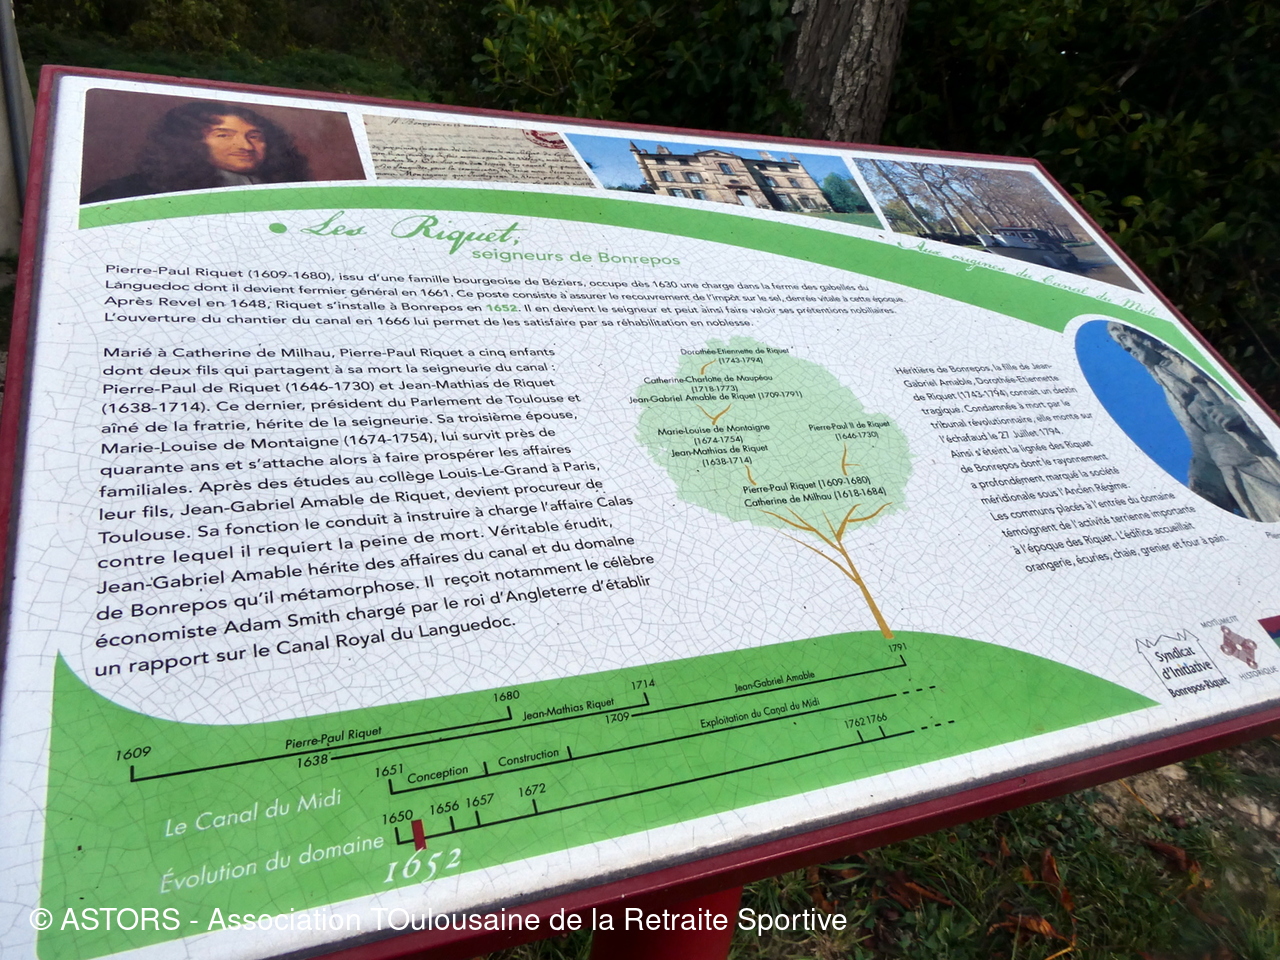 Les Riquet,
seigneurs de Bonrepos
Aux origines du Canal du Midi
Pierre-Paul Riquet (1609-1680), issu d'une famille bourgeoise de Béziers, occupe dès 1630 une charge dans la ferme des gabelles du
Languedoc dont il devient fermier général en 1661. Ce poste consiste à assurer le recouvrement de l'impôt sur le sel, denrée vitale à cette époque.
Après Revel en 1648, Riquet s'installe à Bonrepos en 1652. Il en devient le seigneur et peut ainsi faire valoir ses prétentions nobiliaires.
L'ouverture du chantier du canal en 1666 lui permet de les satisfaire par sa réhabilitation en noblesse.
Marié à Catherine de Milhau, Pierre-Paul Riquet a cinq enfants
dont deux fils qui partagent à sa mort la seigneurie du canal :
Pierre-Paul de Riquet (1646-1730) et Jean-Mathias de Riquet
(1638-1714). Ce dernier, président du Parlement de Toulouse et
aîné de la fratrie, hérite de la seigneurie. Sa troisième épouse,
Marie-Louise de Montaigne (1674-1754), lui survit près de
quarante ans et s'attache alors à faire prospérer les affaires
familiales. Après des études au collège Louis-Le-Grand à Paris,
leur fils, Jean-Gabriel Amable de Riquet, devient procureur de
Toulouse. Sa fonction le conduit à instruire à charge l'affaire Calas
contre lequel il requiert la peine de mort. Véritable érudit,
Jean-Gabriel Amable hérite des affaires du canal et du domaine
de Bonrepos qu'il métamorphose. Il reçoit notamment le célèbre
économiste Adam Smith chargé par le roi d'Angleterre d'établir
un rapport sur le Canal Royal du Languedoc.
Dorothée-Etiennette de Riquet
(1743-1794)
Catherine-Charlotte de Maupéou
(1718-1773)
Jean-Gabriel Amable de Riquet (1709-1791)
Marie-Louise de Montaigne
(1674-1754)
Jean-Mathias de Riquet
(1638-1714)
Pierre-Paul II de Riquet
(1646-1730)
Pierre-Paul Riquet (1609-1680)
Catherine de Milhau (1618-1684)
Héritière de Bonrepos, la fille de Jean-
Gabriel Amable, Dorothée-Etiennette
de Riquet (1743-1794) connait un destin
tragique. Condamnée à mort par le
tribunal révolutionnaire, elle monte sur
l'échafaud le 27 Juillet 1794.
Ainsi s'éteint la lignée des Riquet
de Bonrepos dont le rayonnement
a profondément marqué la société
méridionale sous l'Ancien Régime.
Les communs placés à l'entrée du domaine
témoignent de l'activité terrienne importante
à l'époque des Riquet. L'édifice accueillait
orangerie, écuries, chaie, grenier et four à pain.
Syndicat
d'Initiative
Bonrepos-Riquet
MONUMENT
HISTORIQUE
1609 Pierre-Paul Riquet 1680
1638 Jean-Mathias Riquet 1714
1709 Jean-Gabriel Amable 1791
Le Canal du Midi
1651 Conception Construction Exploitation du Canal du Midi
Évolution du domaine
1650 1656 1657 1672 1762 1766
1652
© ASTORS - Association TOulousaine de la Retraite Sportive